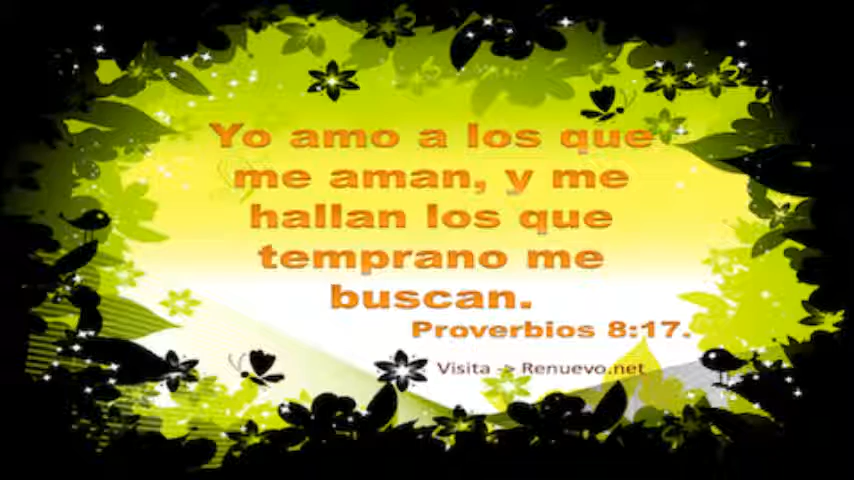 Yo amo a los que
me aman, y me
hallan los que
temprano me
buscan.
Proverbios 8:17.
Visita -> Renuevo.net